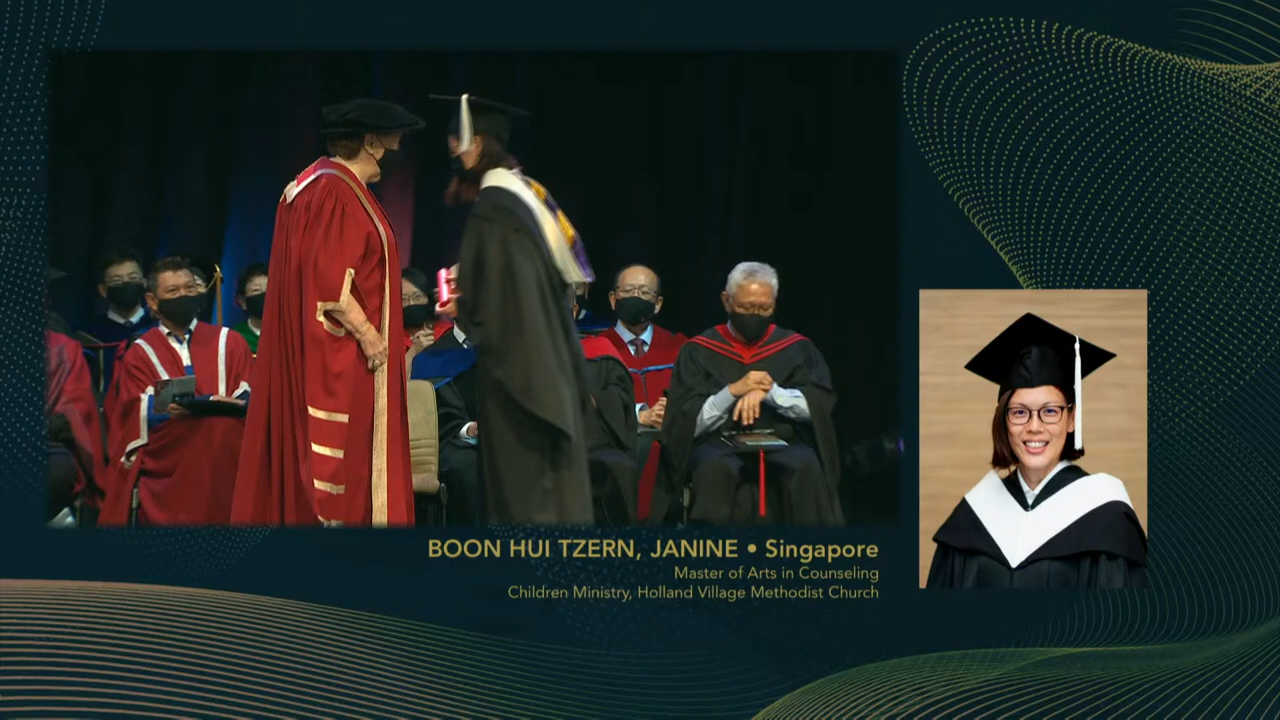 BOON HUI TZERN, JANINE • Singapore
Master of Arts in Counseling
Children Ministry, Holland Village Methodist Church